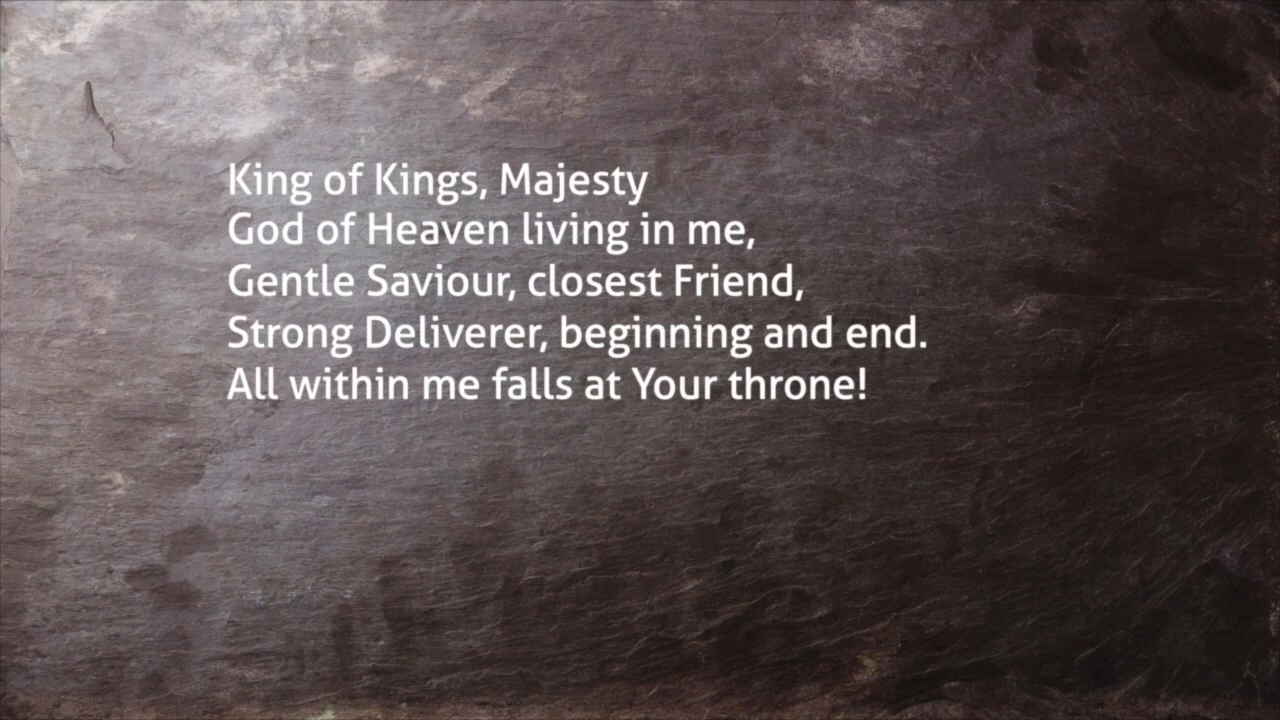 King of Kings, Majesty
God of Heaven living in me,
Gentle Saviour, closest Friend,
Strong Deliverer, beginning and end.
All within me falls at Your throne!